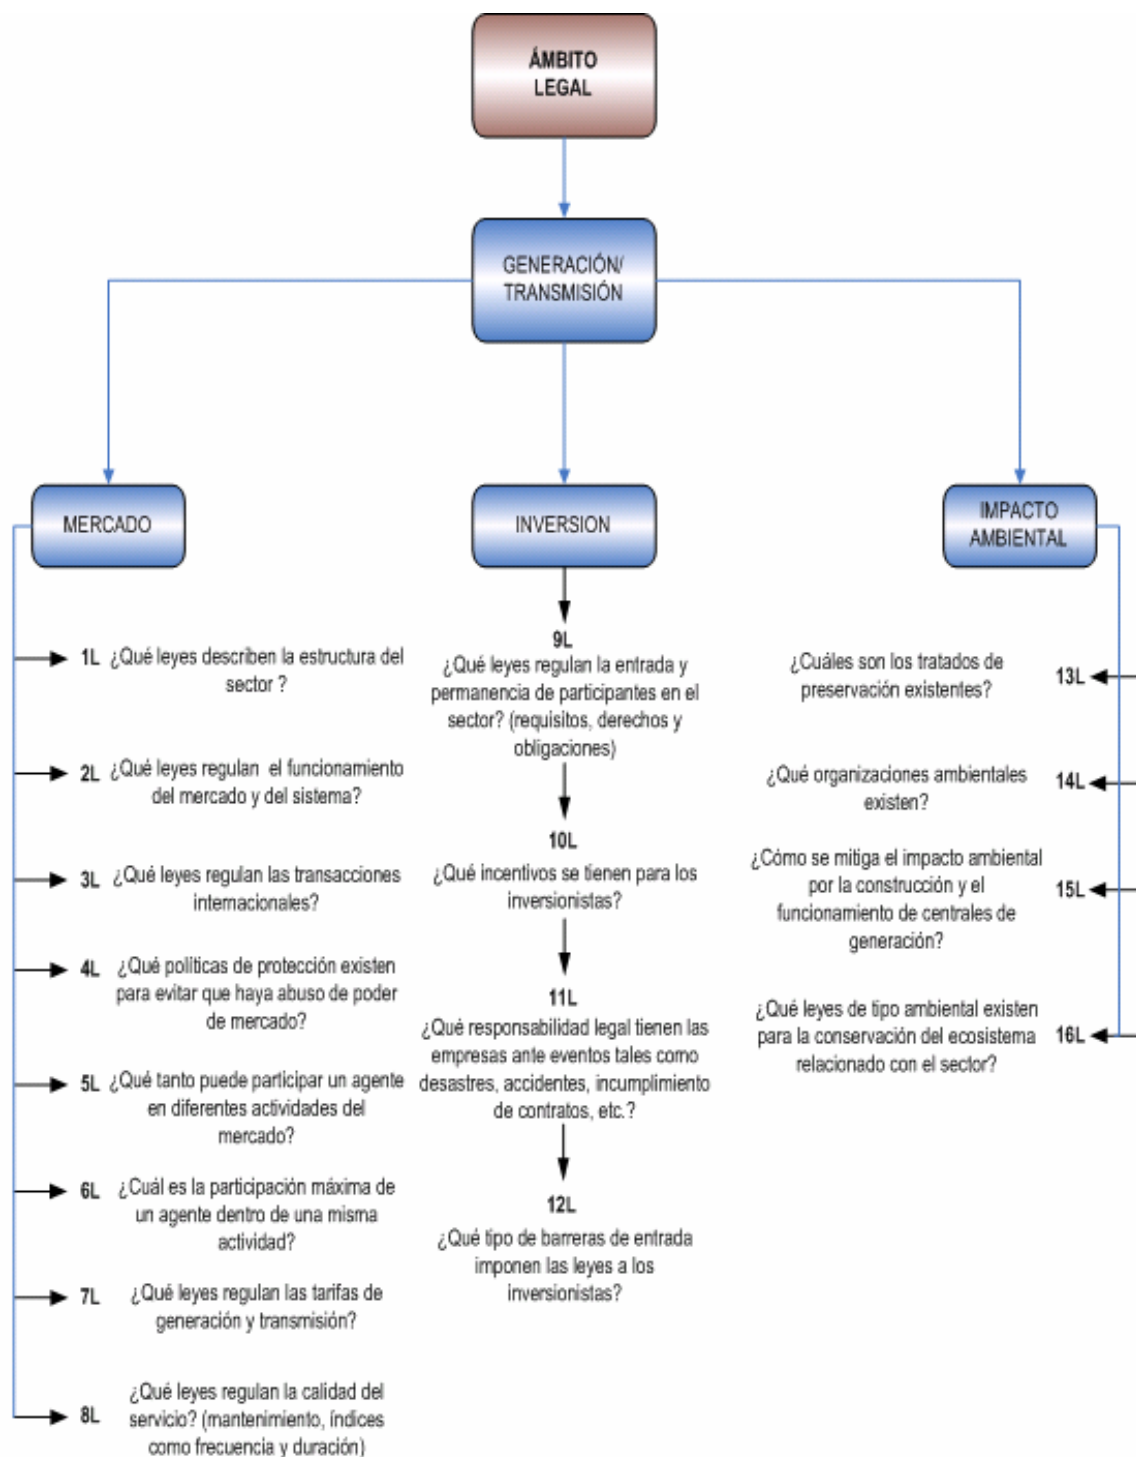 ÁMBITO
LEGAL
GENERACIÓN/
TRANSMISIÓN
MERCADO
1L ¿Qué leyes describen la estructura del
sector ?
2L ¿Qué leyes regulan el funcionamiento
del mercado y del sistema?
3L ¿Qué leyes regulan las transacciones
internacionales?
4L ¿Qué políticas de protección existen
para evitar que haya abuso de poder
de mercado?
5L ¿Qué tanto puede participar un agente
en diferentes actividades del
mercado?
6L ¿Cuál es la participación máxima de
un agente dentro de una misma
actividad?
7L ¿Qué leyes regulan las tarifas de
generación y transmisión?
8L ¿Qué leyes regulan la calidad del
servicio? (mantenimiento, índices
como frecuencia y duración)
INVERSION
9L
¿Qué leyes regulan la entrada y
permanencia de participantes en el
sector? (requisitos, derechos y
obligaciones)
10L
¿Qué incentivos se tienen para los
inversionistas?
11L
¿Qué responsabilidad legal tienen las
empresas ante eventos tales como
desastres, accidentes, incumplimiento
de contratos, etc.?
12L
¿Qué tipo de barreras de entrada
imponen las leyes a los
inversionistas?
IMPACTO
AMBIENTAL
¿Cuáles son los tratados de
preservación existentes? 13L
¿Qué organizaciones ambientales
existen? 14L
¿Cómo se mitiga el impacto ambiental
por la construcción y el
funcionamiento de centrales de
generación? 15L
¿Qué leyes de tipo ambiental existen
para la conservación del ecosistema
relacionado con el sector? 16L